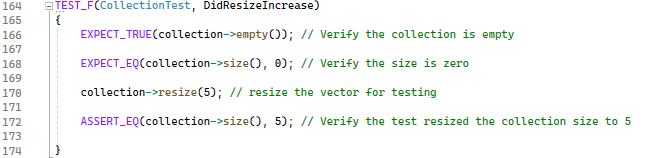 164 TEST_F(CollectionTest, DidResizeIncrease)
165 {
166 EXPECT_TRUE(collection->empty()); // Verify the collection is empty
167
168 EXPECT_EQ(collection->size(), 0); // Verify the size is zero
169
170 collection->resize(5); // resize the vector for testing
171
172 ASSERT_EQ(collection->size(), 5); // Verify the test resized the collection size to 5
173
174 }